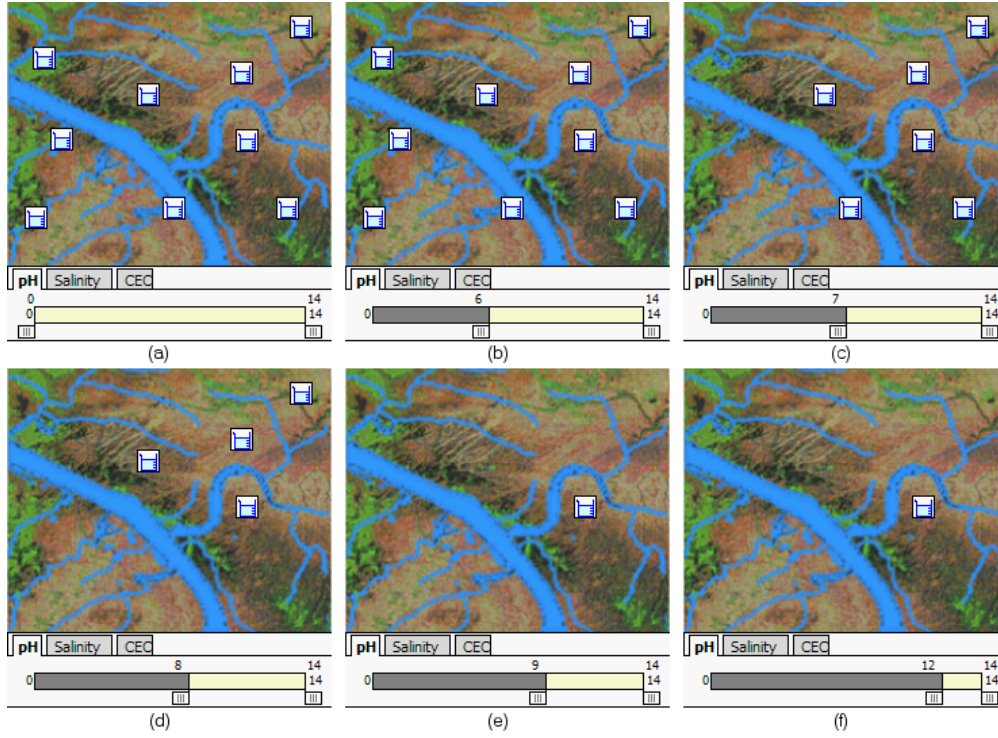 pH Salinity CEC
0 14
0 14
(a)
pH Salinity CEC
6 14
0 14
(b)
pH Salinity CEC
7 14
0 14
(c)
pH Salinity CEC
8 14
0 14
(d)
pH Salinity CEC
9 14
0 14
(e)
pH Salinity CEC
12 14
0 14
(f)